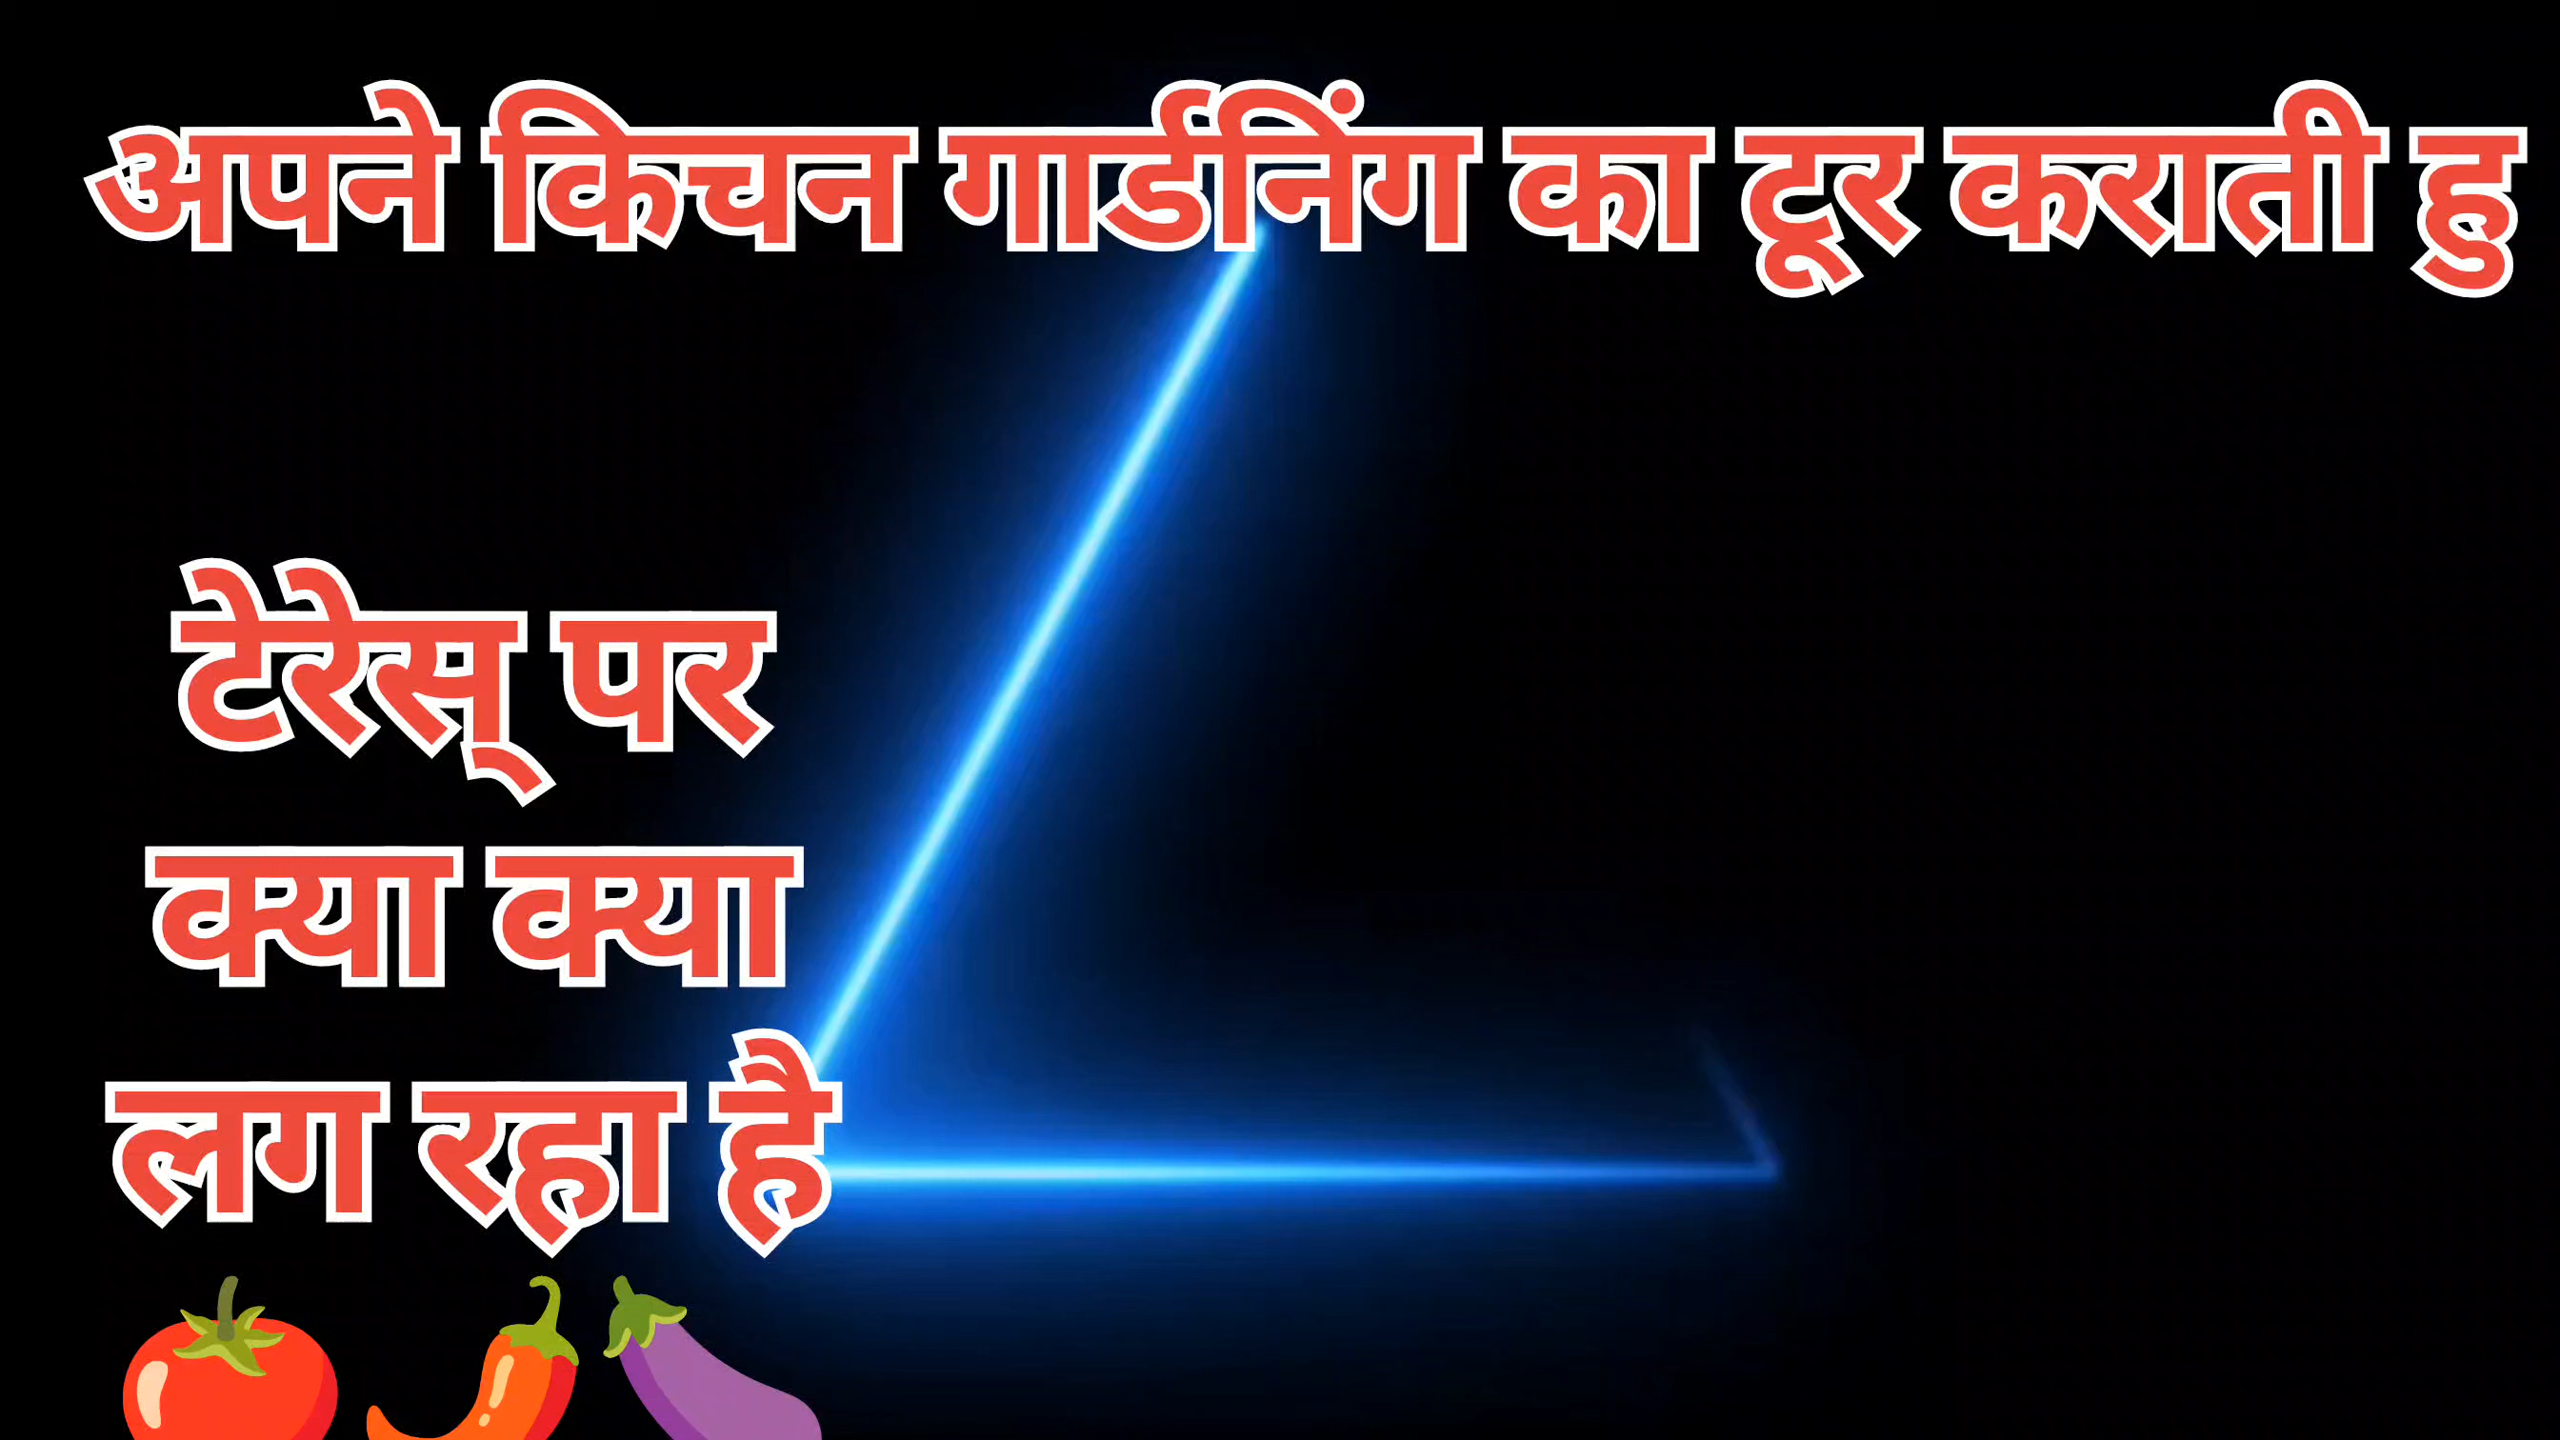 अपने किचन गार्डनिंग का टूर कराती हु
टेरेस् पर
क्या क्या
लग रहा है